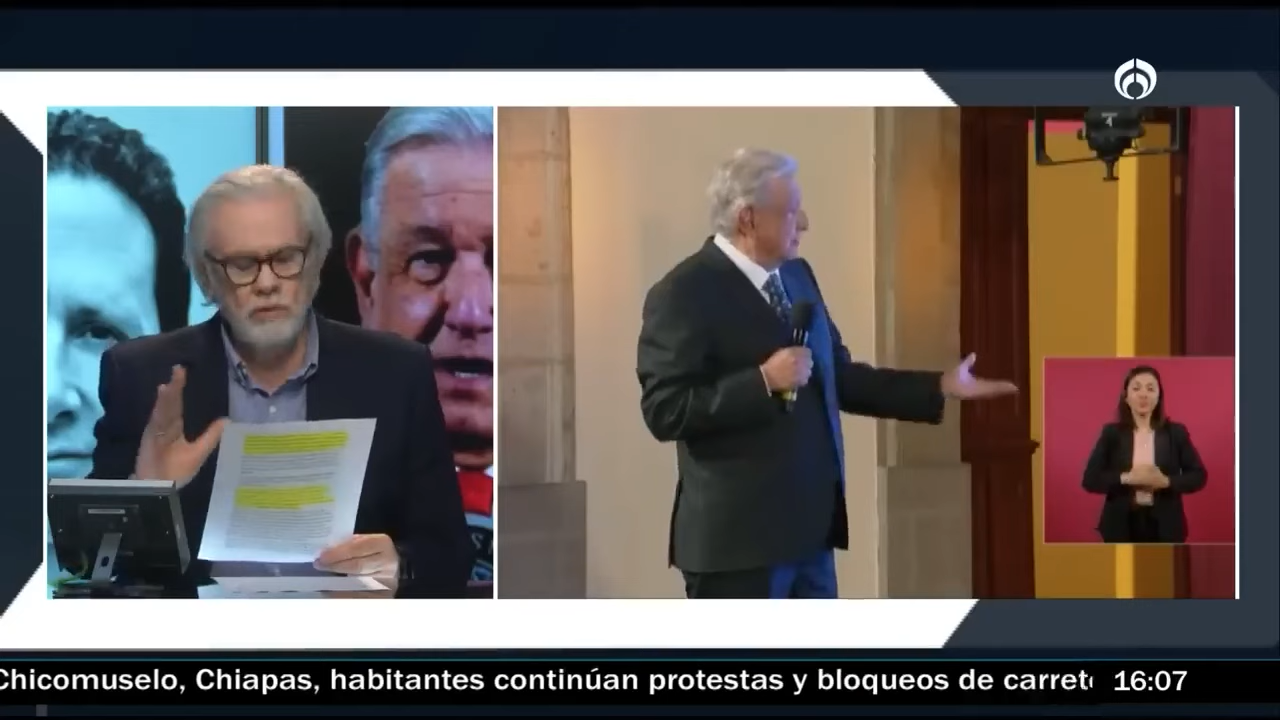 Chicomuselo, Chiapas, habitantes continúan protestas y bloqueos de carret
16:07